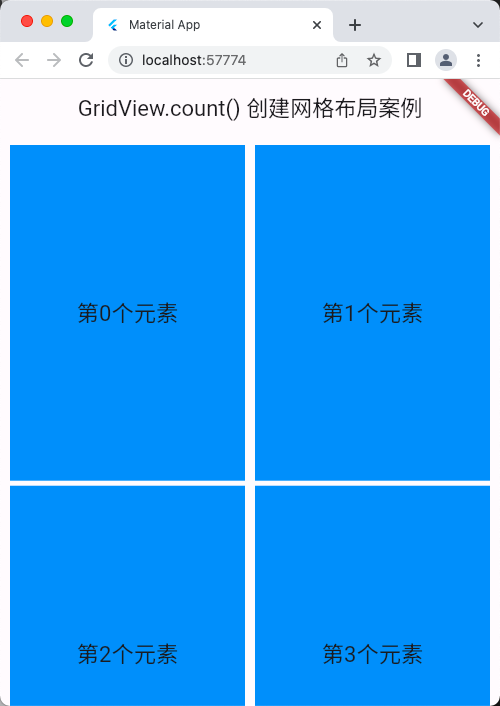 Material App
localhost:57774
GridView.count() 创建网格布局案例
DEBUG
第0个元素
第1个元素
第2个元素
第3个元素